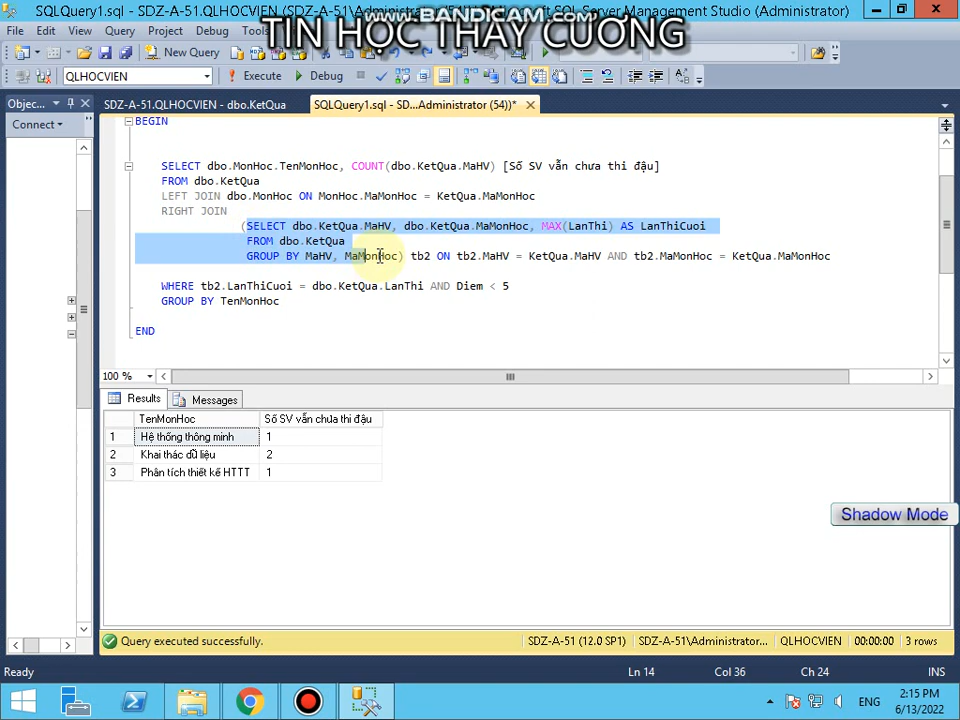 SQLQuery1.sql - SDZ-A-51.QLHOCVIEN (SDZ-A-51\Administrator
Microsoft SQL Server Management Studio (Administrator)
www.BANDICAM.com
TIN HỌC THẦY CƯƠNG
File Edit View Query Project Debug Tools
New Query
QLHOCVIEN Execute Debug
Objec... SDZ-A-51.QLHOCVIEN - dbo.KetQua SQLQuery1.sql - SD...Administrator (54))*
Connect
BEGIN
SELECT dbo.MonHoc.TenMonHoc, COUNT(dbo.KetQua.MaHV) [Số SV vẫn chưa thi đậu]
FROM dbo.KetQua
LEFT JOIN dbo.MonHoc ON MonHoc.MaMonHoc = KetQua.MaMonHoc
RIGHT JOIN
(SELECT dbo.KetQua.MaHV, dbo.KetQua.MaMonHoc, MAX(LanThi) AS LanThiCuoi
FROM dbo.KetQua
GROUP BY MaHV, MaMonHoc) tb2 ON tb2.MaHV = KetQua.MaHV AND tb2.MaMonHoc = KetQua.MaMonHoc
WHERE tb2.LanThiCuoi = dbo.KetQua.LanThi AND Diem < 5
GROUP BY TenMonHoc
END
100 %
Results Messages
TenMonHoc Số SV vẫn chưa thi đậu
1 Hệ thống thông minh 1
2 Khai thác dữ liệu 2
3 Phân tích thiết kế HTTT 1
Shadow Mode
Query executed successfully. SDZ-A-51 (12.0 SP1) SDZ-A-51\Administrator... QLHOCVIEN 00:00:00 3 rows
Ready Ln 14 Col 36 Ch 24 INS
ENG 2:15 PM
6/13/2022